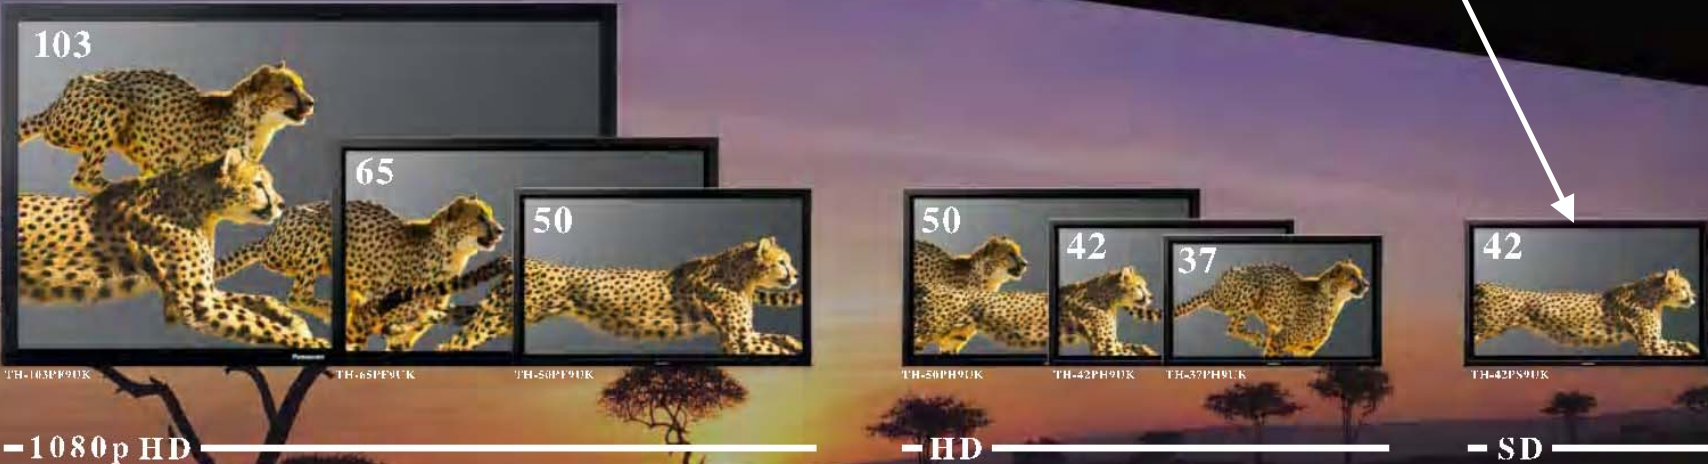 103
65
50
50
42
37
42
Panasonic
TH-103PF9UK
TH-65PF9UK
TH-50PF9UK
TH-50PH9UK
TH-42PH9UK
TH-37PH9UK
TH-42PS9UK
1080p HD
HD
SD